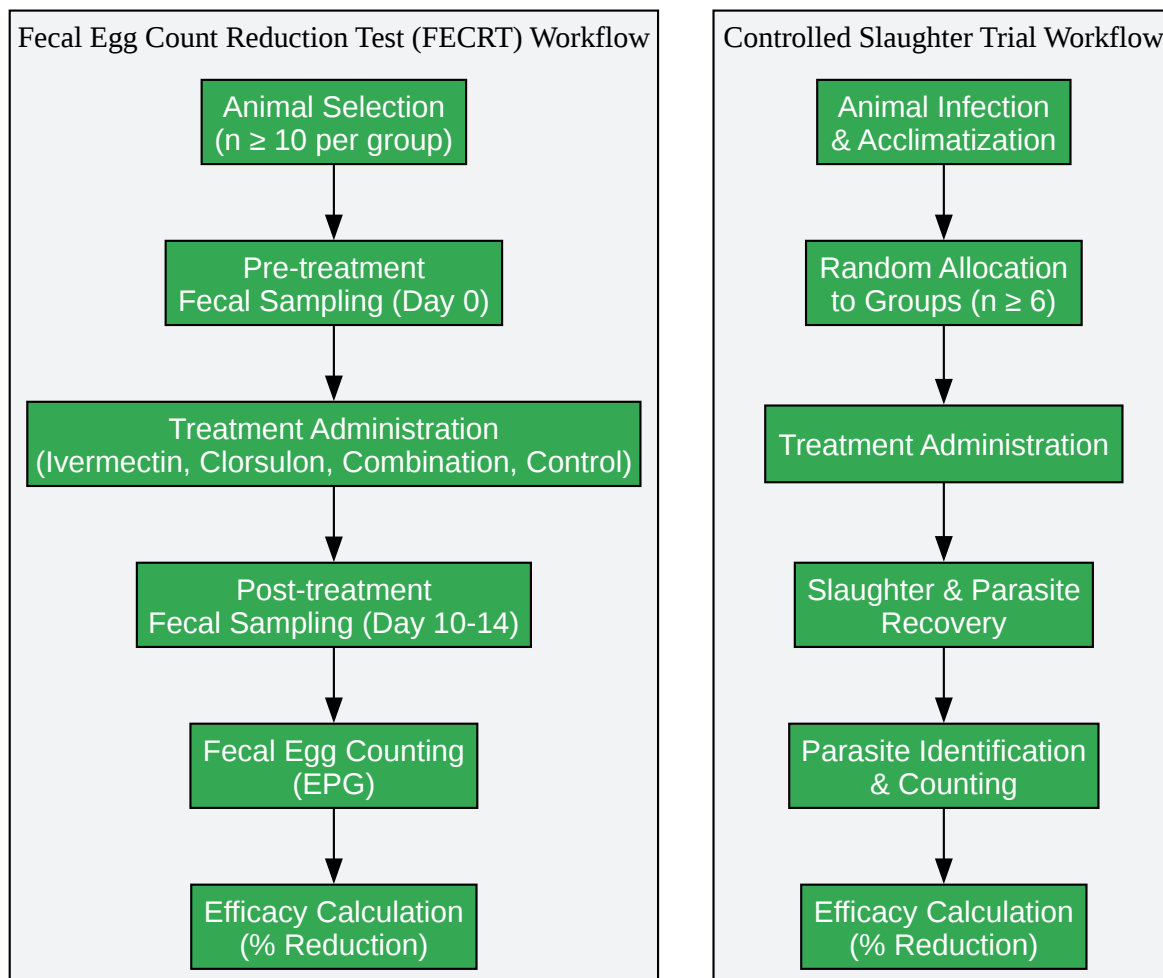 Fecal Egg Count Reduction Test (FECRT) Workflow
Animal Selection
(n ≥ 10 per group)
Pre-treatment
Fecal Sampling (Day 0)
Treatment Administration
(Ivermectin, Clorsulon, Combination, Control)
Post-treatment
Fecal Sampling (Day 10-14)
Fecal Egg Counting
(EPG)
Efficacy Calculation
(% Reduction)
Controlled Slaughter Trial Workflow
Animal Infection
& Acclimatization
Random Allocation
to Groups (n ≥ 6)
Treatment Administration
Slaughter & Parasite
Recovery
Parasite Identification
& Counting
Efficacy Calculation
(% Reduction)